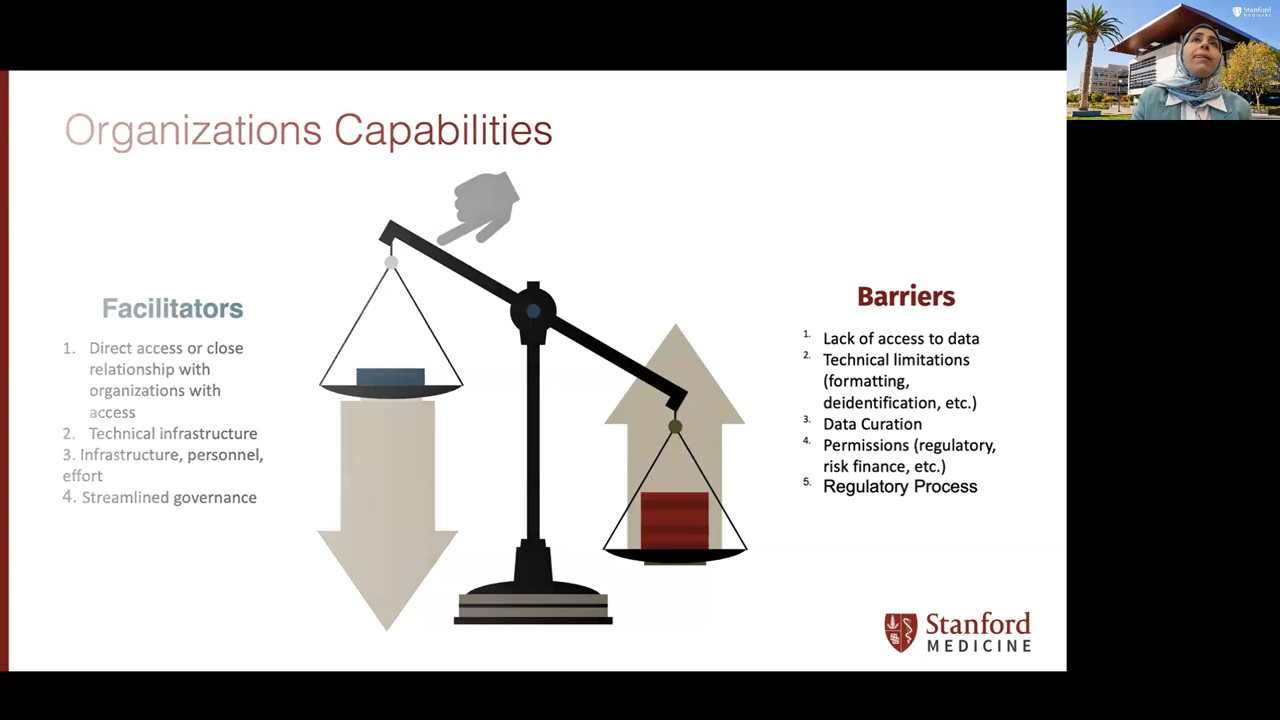 Stanford
MEDICINE
Organizations Capabilities
Facilitators
1. Direct access or close
relationship with
organizations with
access
2. Technical infrastructure
3. Infrastructure, personnel,
effort
4. Streamlined governance
Barriers
1. Lack of access to data
2. Technical limitations
(formatting,
deidentification, etc.)
3. Data Curation
4. Permissions (regulatory,
risk finance, etc.)
5. Regulatory Process
Stanford
MEDICINE